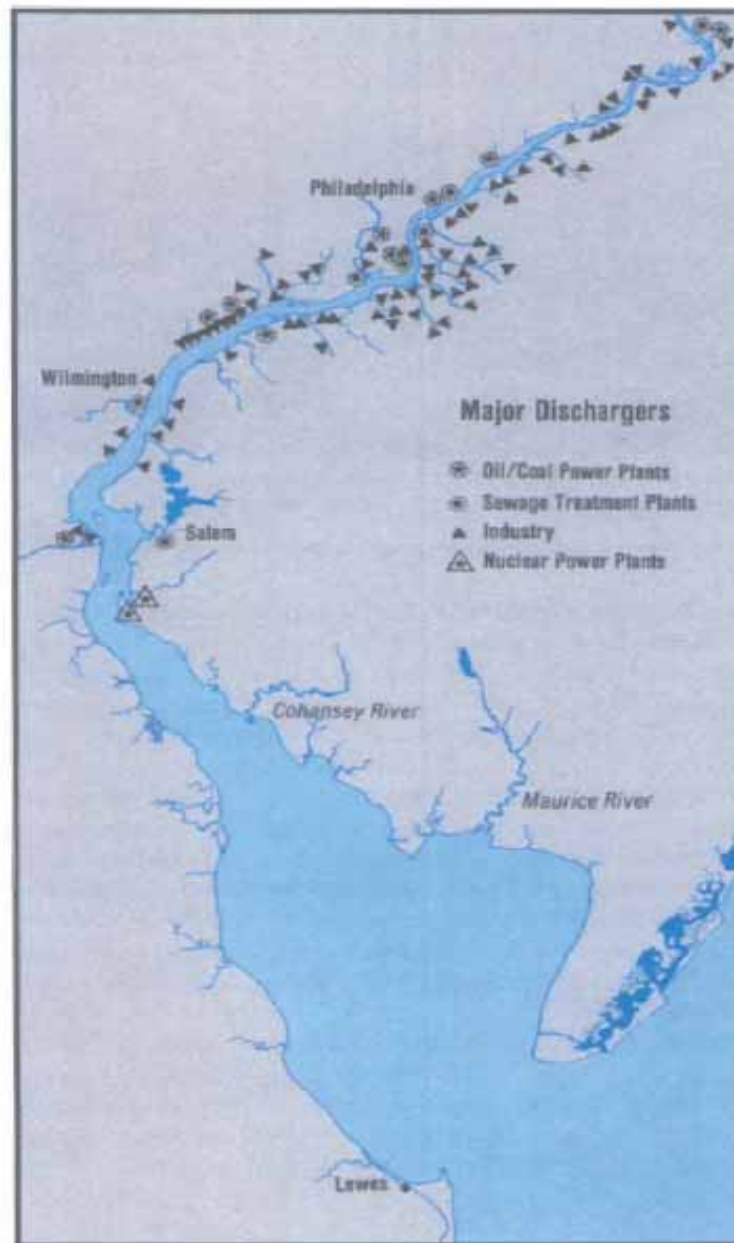 Philadelphia
Wilmington
Major Dischargers
Oil/Coal Power Plants
Sewage Treatment Plants
Industry
Nuclear Power Plants
Salem
Cohansey River
Maurice River
Lewes